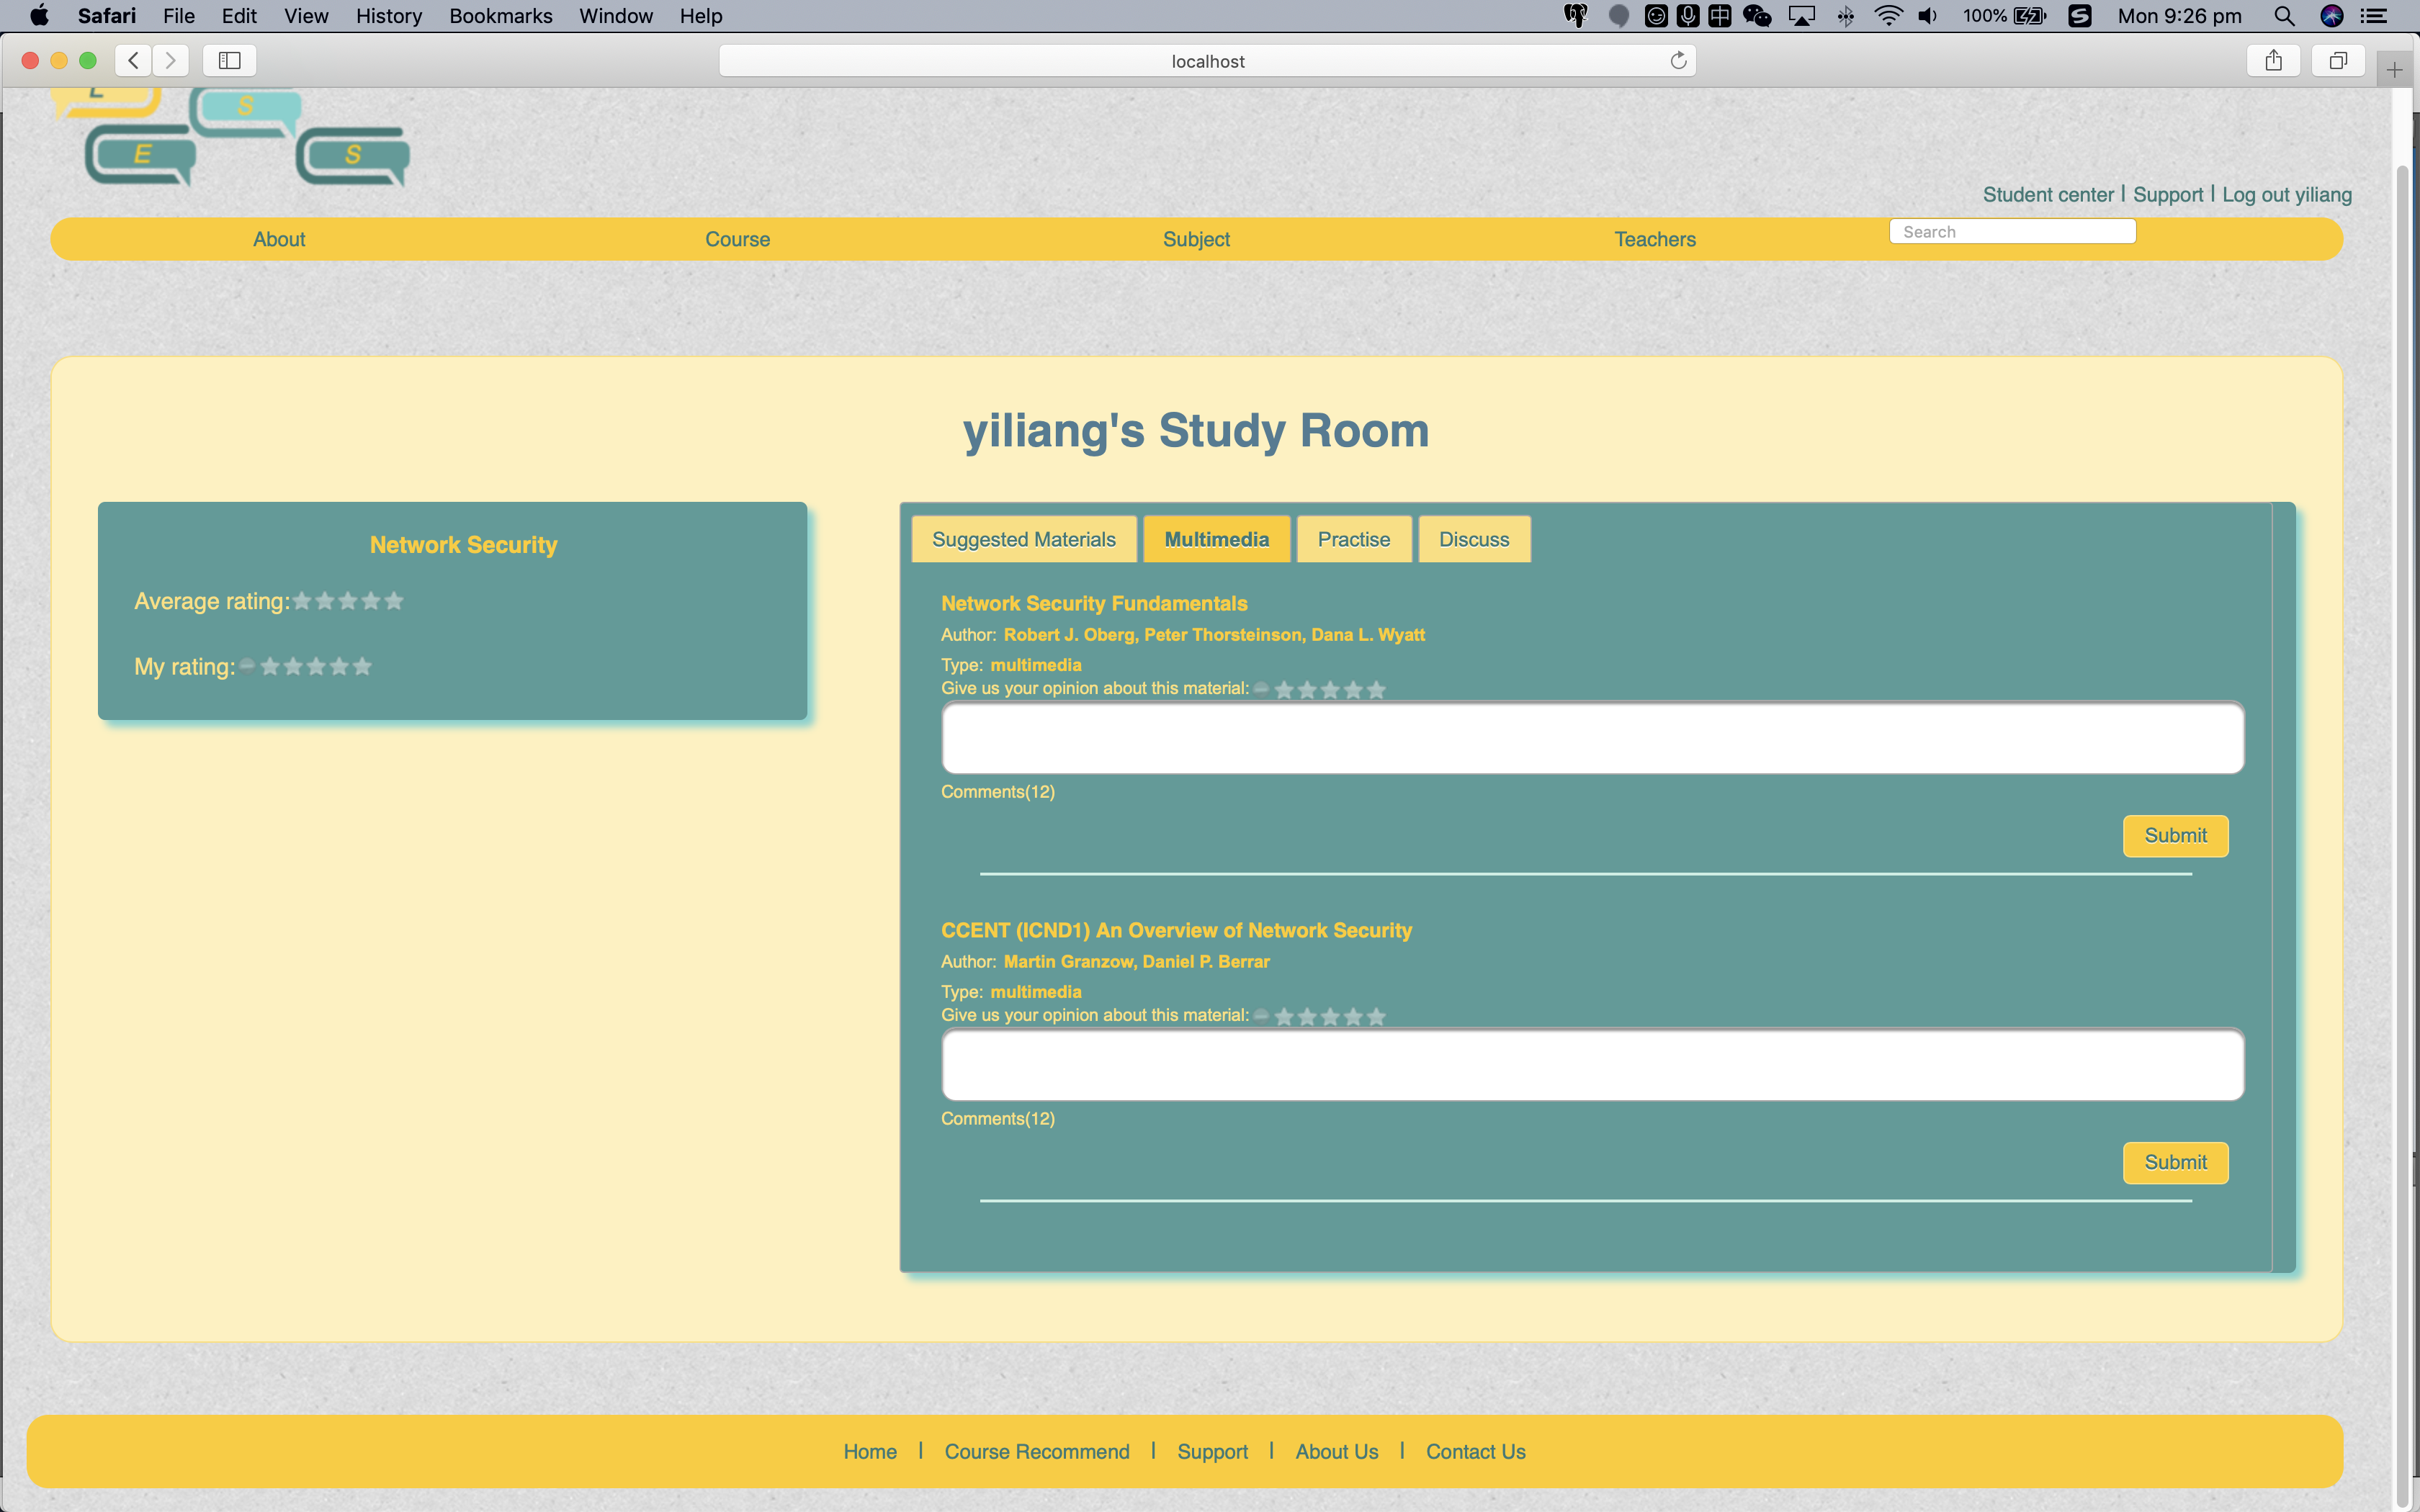 Safari File Edit View History Bookmarks Window Help 100% Mon 9:26 pm
localhost
L S
E S
Student center | Support | Log out yiliang
About Course Subject Teachers Search
yiliang's Study Room
Network Security
Average rating:
My rating:
Suggested Materials Multimedia Practise Discuss
Network Security Fundamentals
Author: Robert J. Oberg, Peter Thorsteinson, Dana L. Wyatt
Type: multimedia
Give us your opinion about this material:
Comments(12)
Submit
CCENT (ICND1) An Overview of Network Security
Author: Martin Granzow, Daniel P. Berrar
Type: multimedia
Give us your opinion about this material:
Comments(12)
Submit
Home | Course Recommend | Support | About Us | Contact Us